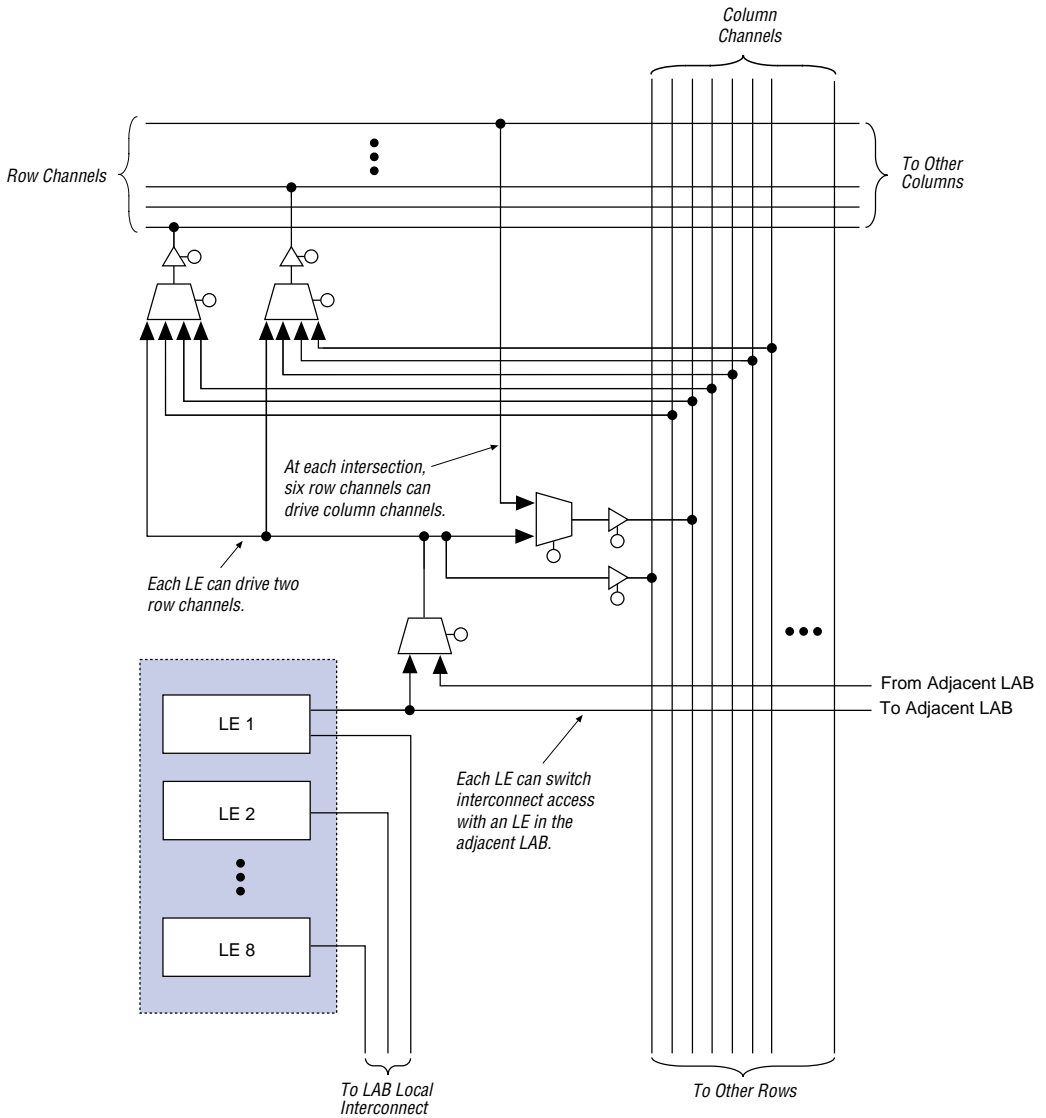 Column
Channels
Row Channels
To Other
Columns
At each intersection,
six row channels can
drive column channels.
Each LE can drive two
row channels.
From Adjacent LAB
To Adjacent LAB
LE 1
Each LE can switch
interconnect access
with an LE in the
adjacent LAB.
LE 2
LE 8
To LAB Local
Interconnect
To Other Rows